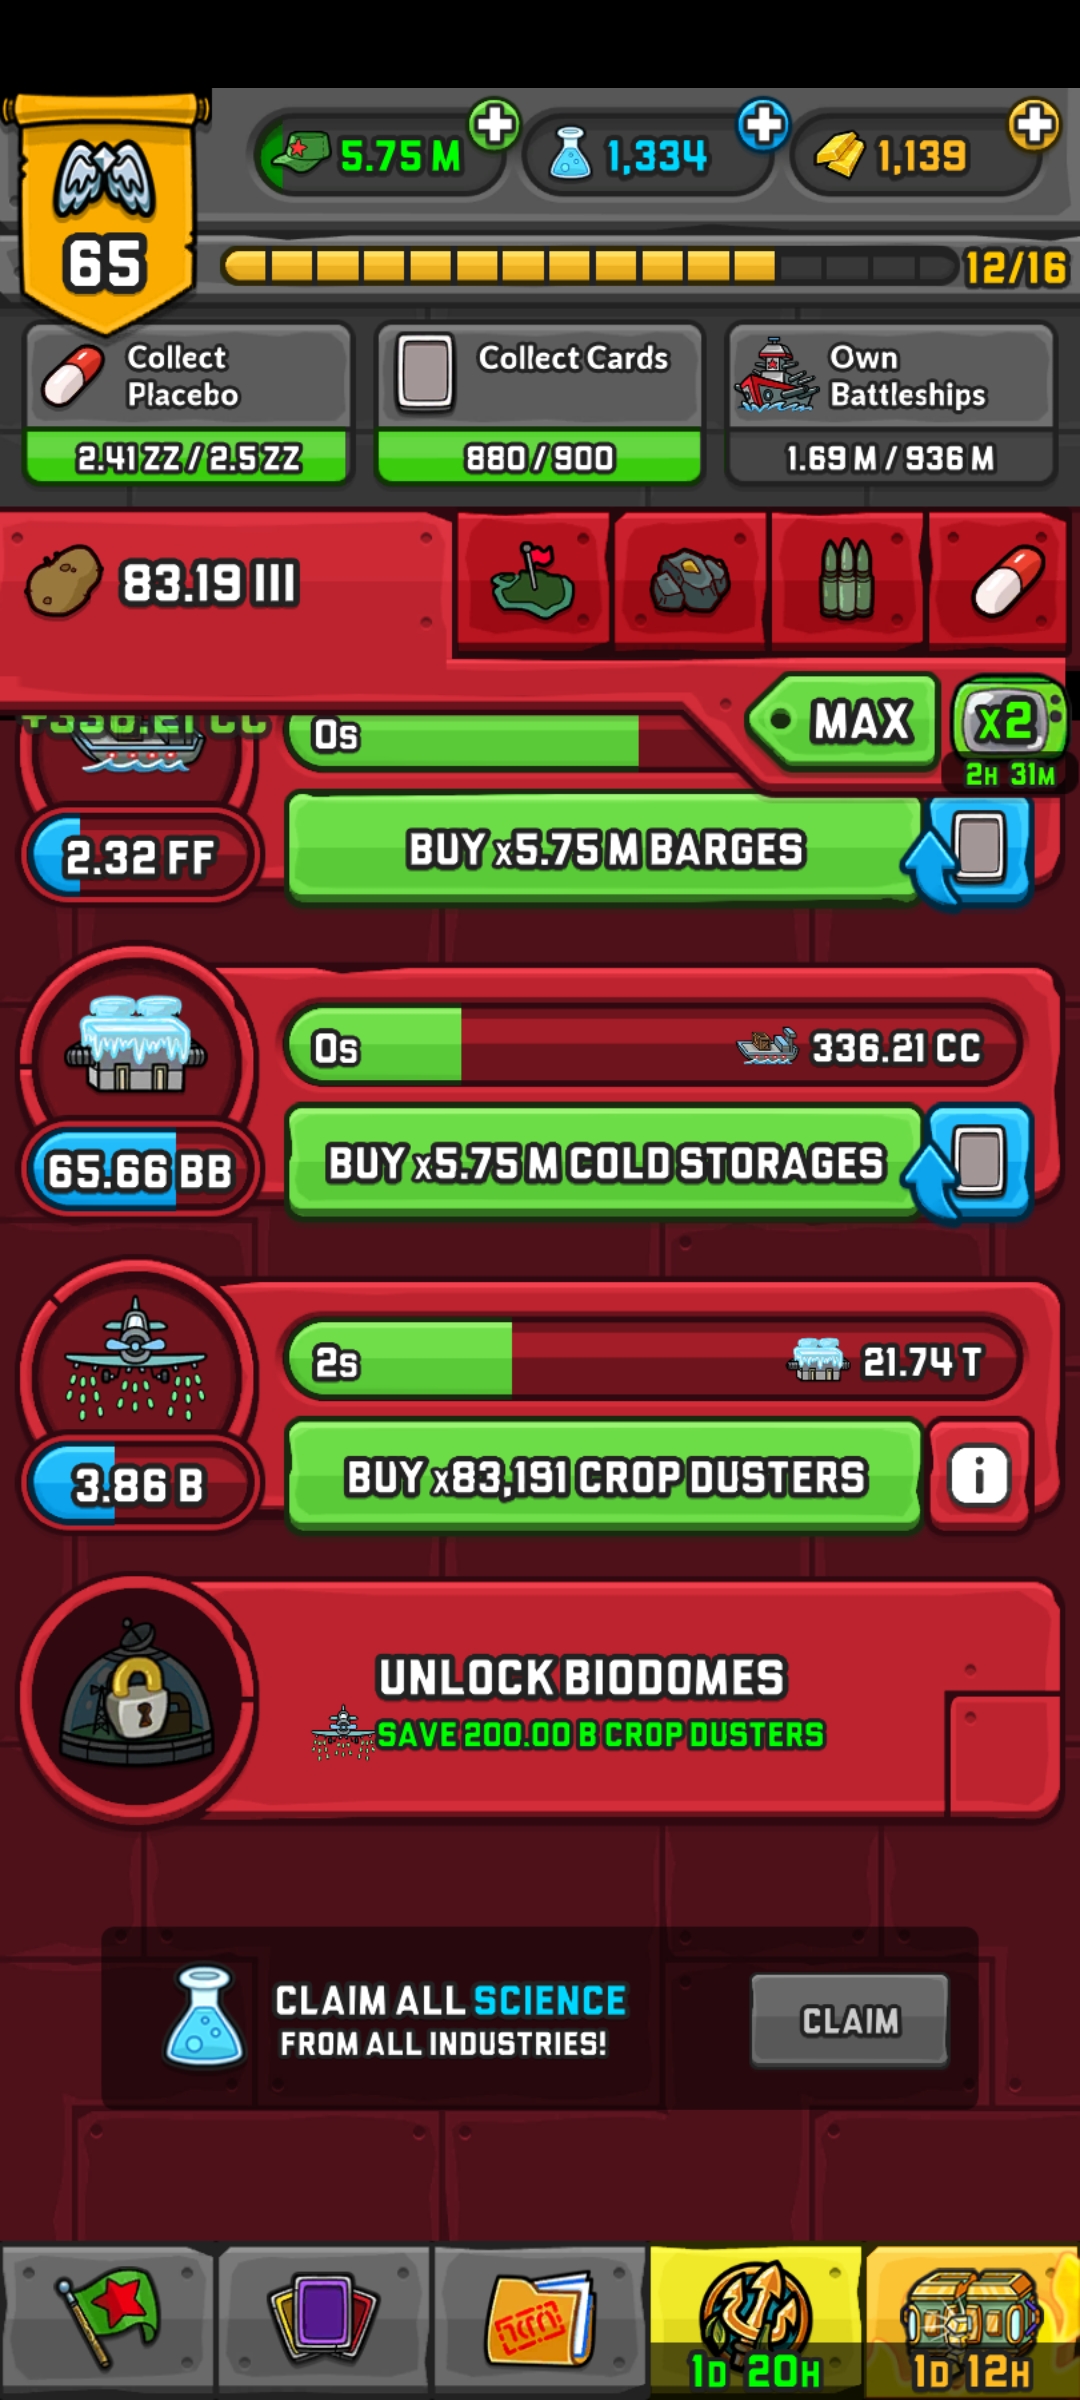 65
5.75 M
1,334
1,139
12/16
Collect
Placebo
2.41 ZZ / 2.5 ZZ
Collect Cards
880 / 900
Own
Battleships
1.69 M / 936 M
83.19 III
MAX
x2
2H 31M
+336.21 CC
0s
2.32 FF
BUY x5.75 M BARGES
0s
336.21 CC
65.66 BB
BUY x5.75 M COLD STORAGES
2s
21.74 T
3.86 B
BUY x83,191 CROP DUSTERS
i
UNLOCK BIODOMES
SAVE 200.00 B CROP DUSTERS
CLAIM ALL SCIENCE
FROM ALL INDUSTRIES!
CLAIM
1D 20H
1D 12H